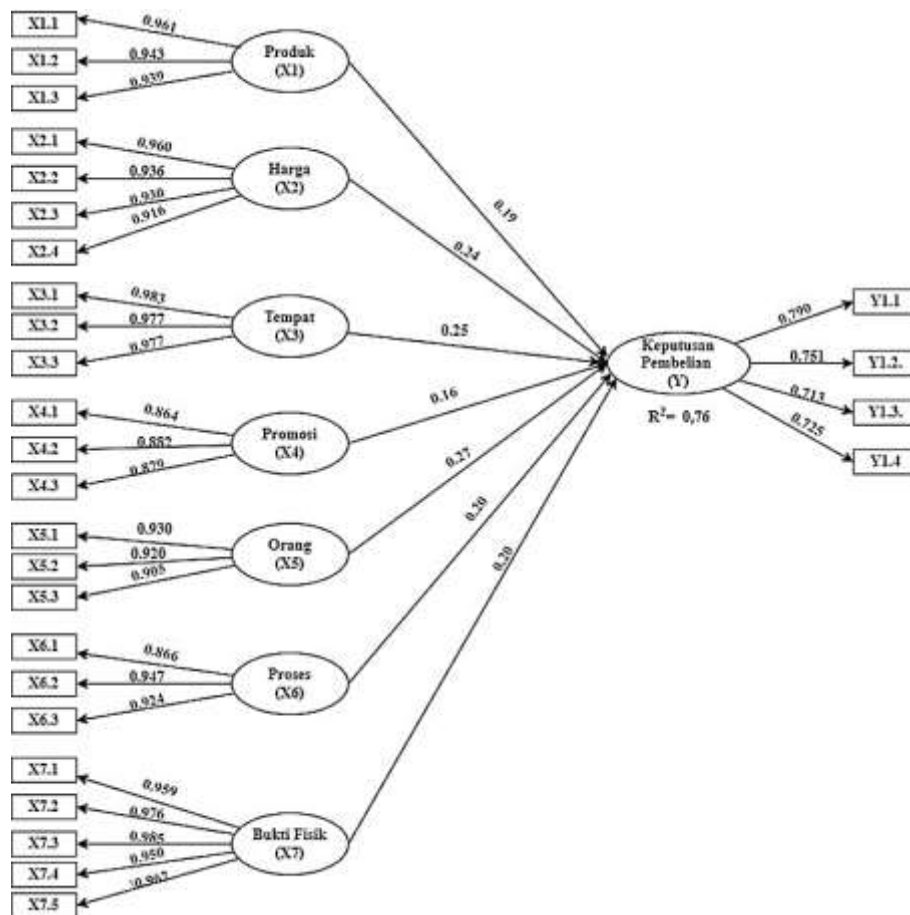 X1.1
X1.2
X1.3
0.961
0.943
0.939
Produk
(X1)
X2.1
X2.2
X2.3
X2.4
0.960
0.936
0.930
0.916
Harga
(X2)
X3.1
X3.2
X3.3
0.983
0.977
0.977
Tempat
(X3)
X4.1
X4.2
X4.3
0.864
0.879
Promosi
(X4)
X5.1
X5.2
X5.3
0.930
0.920
0.905
Orang
(X5)
X6.1
X6.2
X6.3
0.866
0.947
0.924
Proses
(X6)
X7.1
X7.2
X7.3
X7.4
X7.5
0.959
0.976
0.985
0.950
Bukti Fisik
(X7)
0.19
0.24
0.25
0.16
0.27
0.20
0.20
Keputusan
Pembelian
(Y)
R²= 0,76
0.790
0.751
0.713
0.725
Y1.1
Y1.2.
Y1.3.
Y1.4